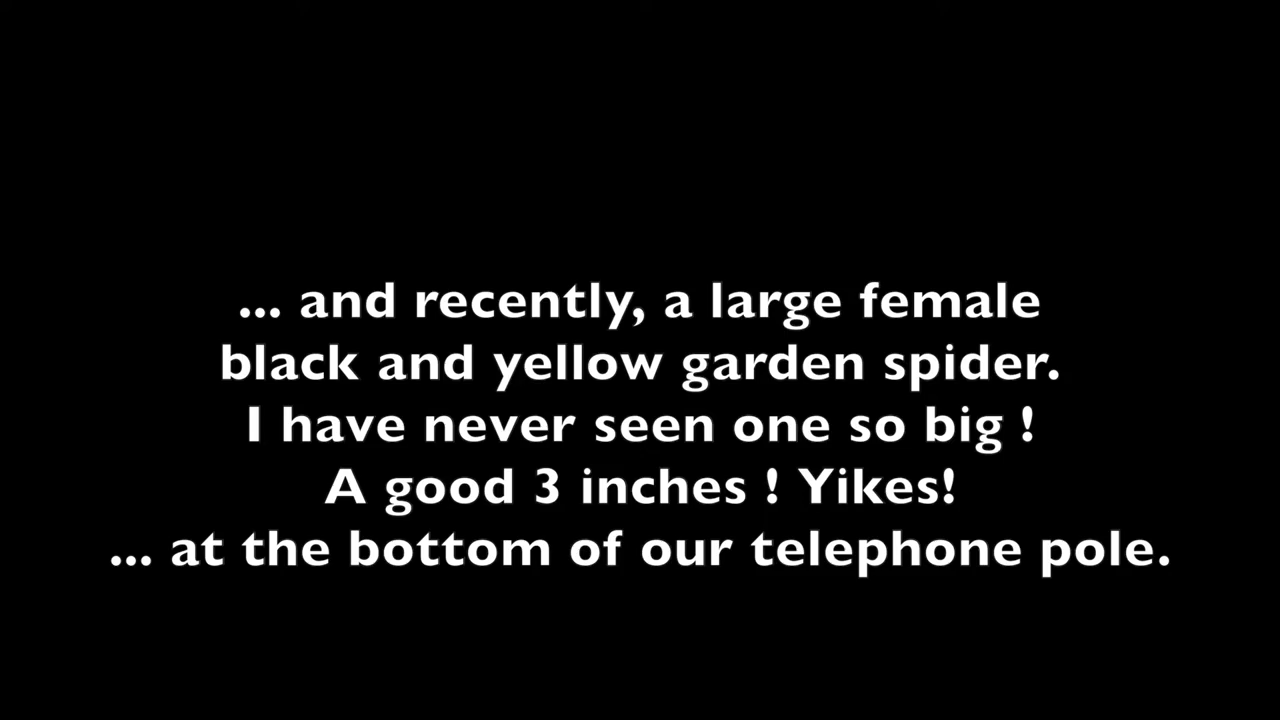 ... and recently, a large female
black and yellow garden spider.
I have never seen one so big !
A good 3 inches ! Yikes!
... at the bottom of our telephone pole.